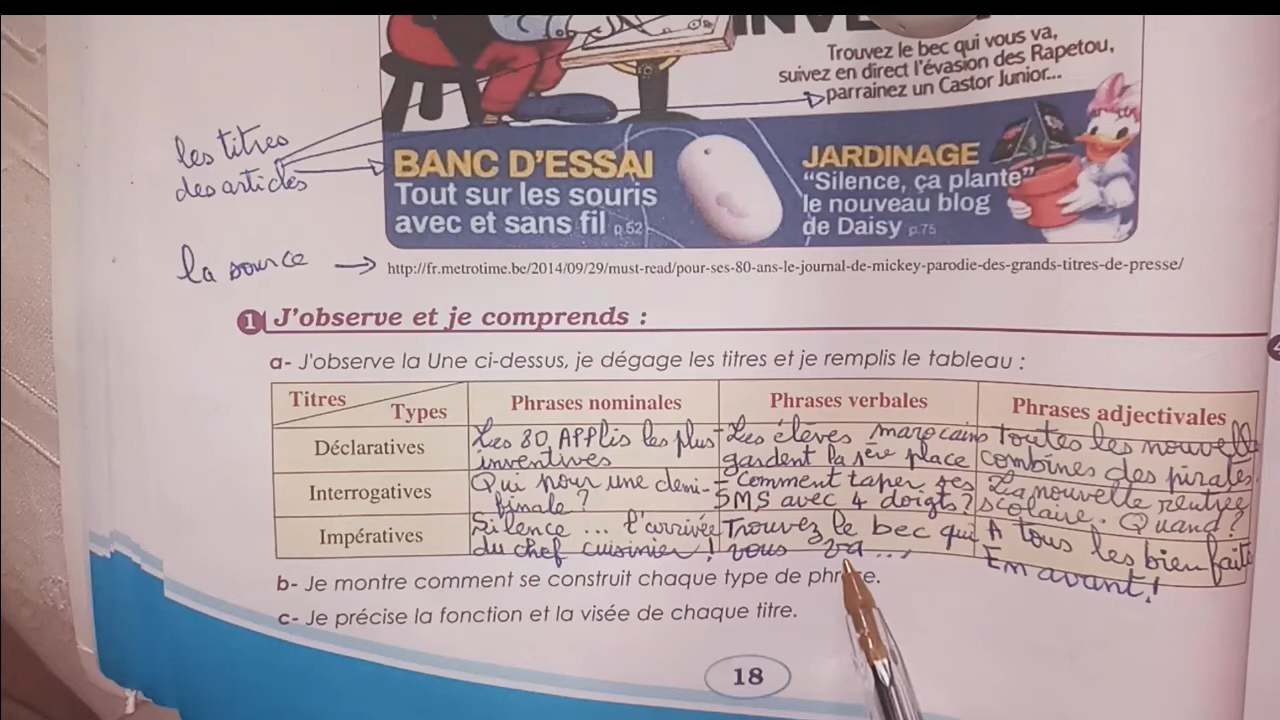 Trouvez le bec qui vous va,
suivez en direct l'évasion des Rapetou,
parrainez un Castor Junior...
les titres
des articles
BANC D'ESSAI
Tout sur les souris
avec et sans fil p.52
JARDINAGE
“Silence, ça plante”
le nouveau blog
de Daisy p.75
la source
http://fr.metrotime.be/2014/09/29/must-read/pour-ses-80-ans-le-journal-de-mickey-parodie-des-grands-titres-de-presse/
1 J'observe et je comprends :
a- J'observe la Une ci-dessus, je dégage les titres et je remplis le tableau :
Titres
Types
Phrases nominales
Phrases verbales
Phrases adjectivales
Déclaratives
Les 80 APPlis les plus
inventives
Les élèves marocains
gardent la 1ère place
Toutes les nouvelle
combines des pirates
Interrogatives
Qui pour une demi-
finale ?
- Comment taper ses
SMS avec 4 doigts ?
La nouvelle rentrée
scolaire. Quand ?
Impératives
Silence ... l'arrivée
du chef cuisinier !
Trouvez le bec qui
vous va ...
A tous les bien faits
En avant !
b- Je montre comment se construit chaque type de phrase.
c- Je précise la fonction et la visée de chaque titre.
18